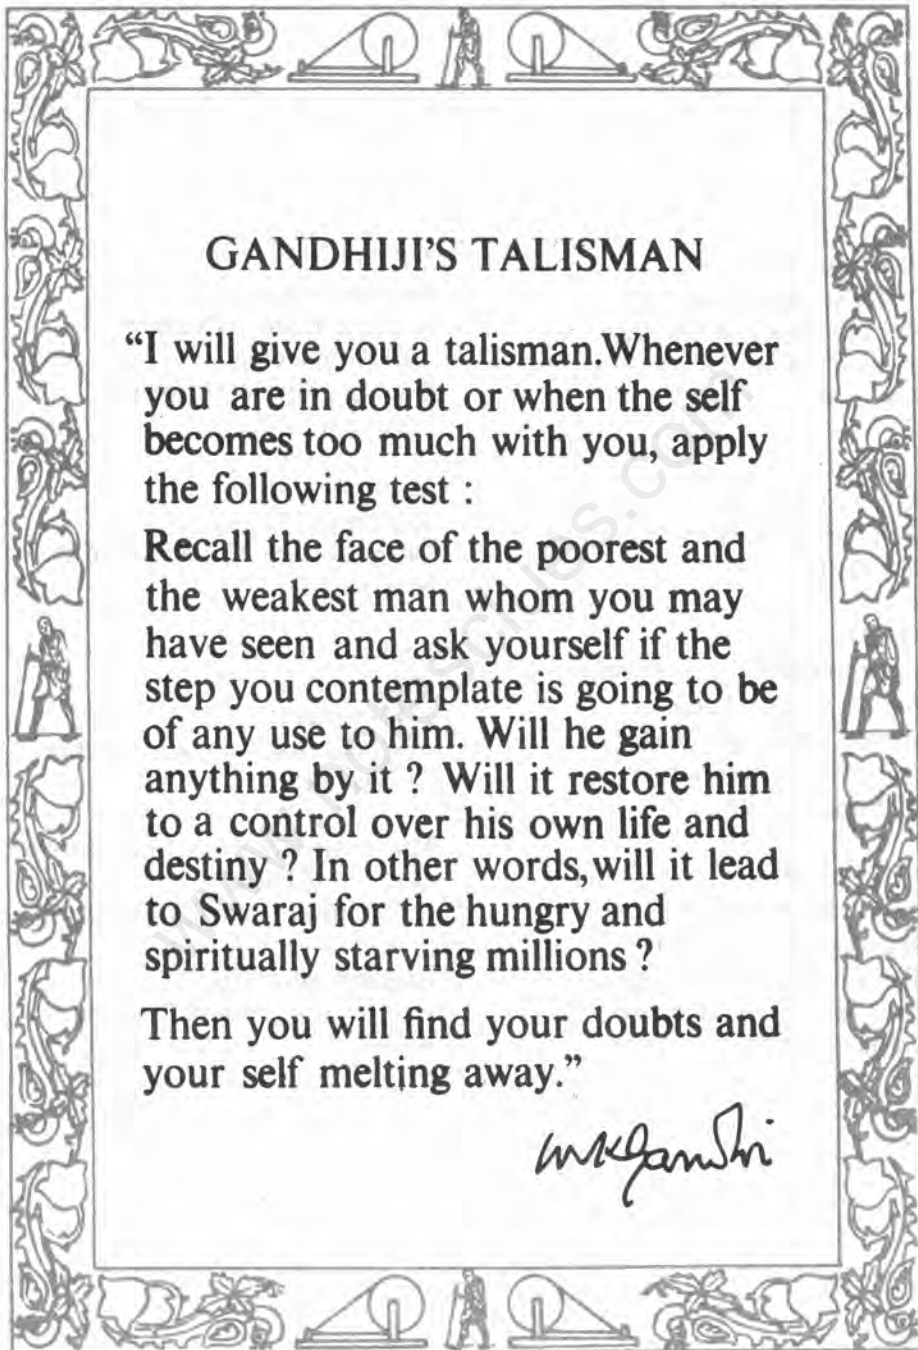 GANDHIJI'S TALISMAN
“I will give you a talisman.Whenever
you are in doubt or when the self
becomes too much with you, apply
the following test :
Recall the face of the poorest and
the weakest man whom you may
have seen and ask yourself if the
step you contemplate is going to be
of any use to him. Will he gain
anything by it ? Will it restore him
to a control over his own life and
destiny ? In other words,will it lead
to Swaraj for the hungry and
spiritually starving millions ?
Then you will find your doubts and
your self melting away.”
mkgandhi
www.notesclues.com